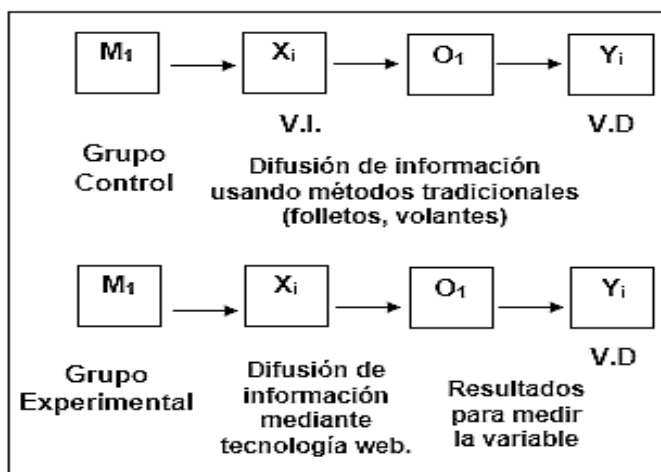 M₁ Xᵢ O₁ Yᵢ
V.I. V.D
Grupo
Control
Difusión de información
usando métodos tradicionales
(folletos, volantes)
M₁ Xᵢ O₁ Yᵢ
V.D
Grupo
Experimental
Difusión de
información
mediante
tecnología web.
Resultados
para medir
la variable